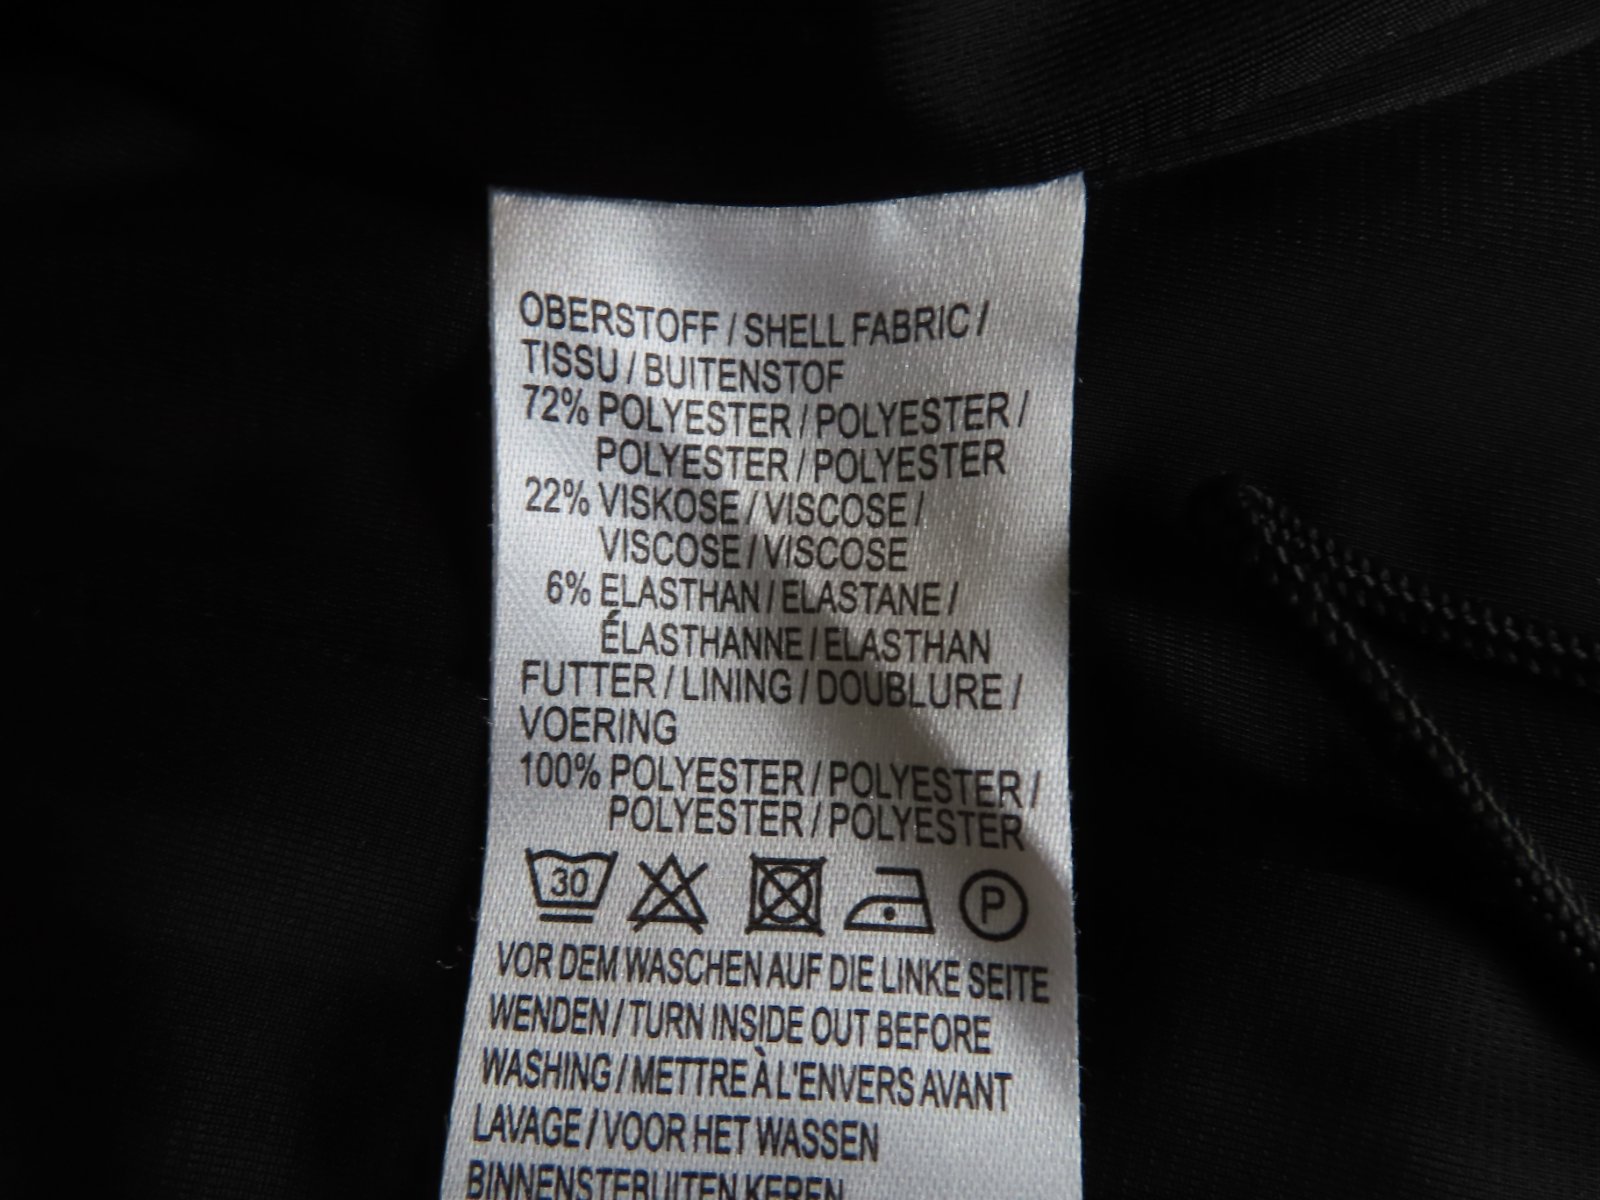 OBERSTOFF / SHELL FABRIC /
TISSU / BUITENSTOF
72% POLYESTER / POLYESTER /
POLYESTER / POLYESTER
22% VISKOSE / VISCOSE /
VISCOSE / VISCOSE
6% ELASTHAN / ELASTANE /
ÉLASTHANNE / ELASTHAN
FUTTER / LINING / DOUBLURE /
VOERING
100% POLYESTER / POLYESTER /
POLYESTER / POLYESTER
30 P
VOR DEM WASCHEN AUF DIE LINKE SEITE
WENDEN / TURN INSIDE OUT BEFORE
WASHING / METTRE À L'ENVERS AVANT
LAVAGE / VOOR HET WASSEN
BINNENSTEBUITEN KEREN